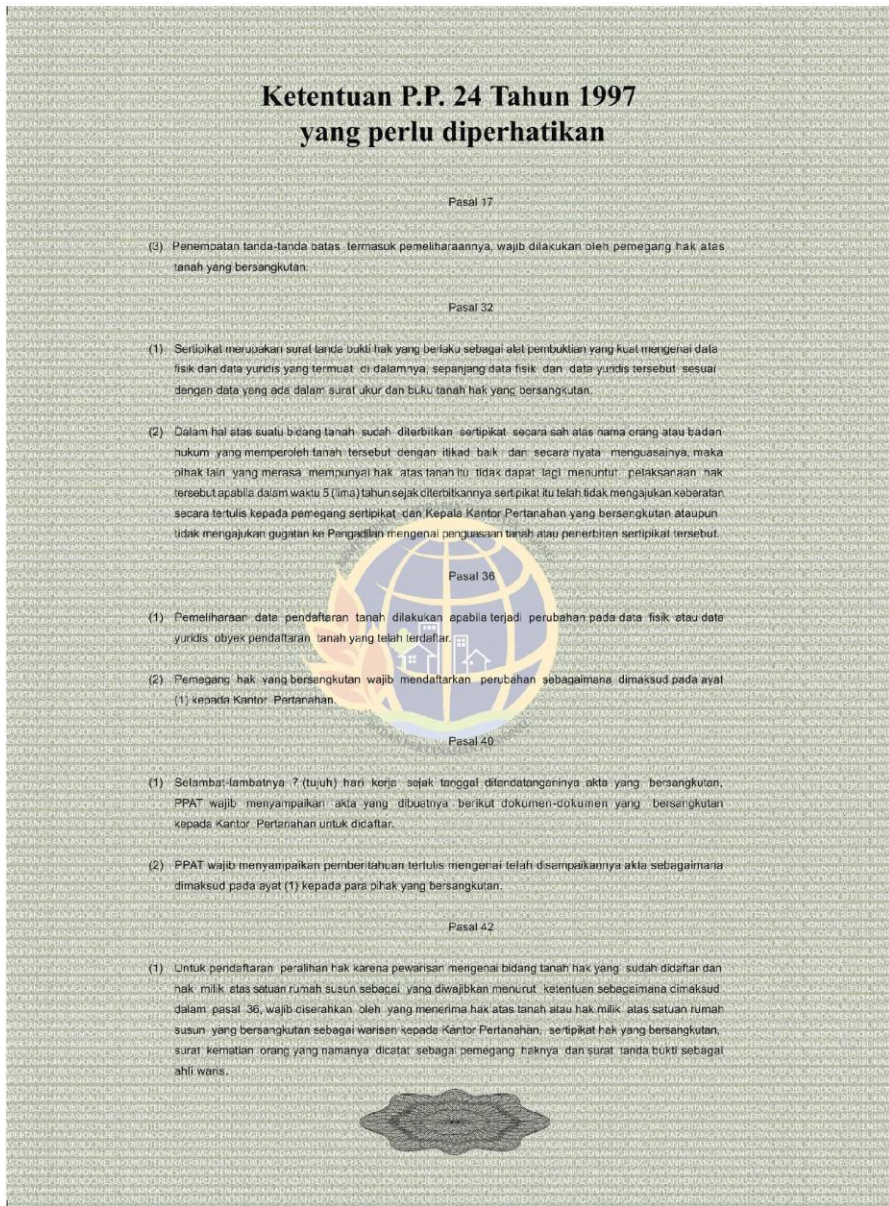 Ketentuan P.P. 24 Tahun 1997
yang perlu diperhatikan
Pasal 17
(3) Penempatan tanda-tanda batas termasuk pemeliharaannya, wajib dilakukan oleh pemegang hak atas
tanah yang bersangkutan.
Pasal 32
(1) Sertipikat merupakan surat tanda bukti hak yang berlaku sebagai alat pembuktian yang kuat mengenai data
fisik dan data yuridis yang termuat di dalamnya, sepanjang data fisik dan data yuridis tersebut sesuai
dengan data yang ada dalam surat ukur dan buku tanah hak yang bersangkutan.
(2) Dalam hal atas suatu bidang tanah sudah diterbitkan sertipikat secara sah atas nama orang atau badan
hukum yang memperoleh tanah tersebut dengan itikad baik dan secara nyata menguasainya, maka
pihak lain yang merasa mempunyai hak atas tanah itu tidak dapat lagi menuntut pelaksanaan hak
tersebut apabila dalam waktu 5 (lima) tahun sejak diterbitkannya sertipikat itu telah tidak mengajukan keberatan
secara tertulis kepada pemegang sertipikat dan Kepala Kantor Pertanahan yang bersangkutan ataupun
tidak mengajukan gugatan ke Pengadilan mengenai penguasaan tanah atau penerbitan sertipikat tersebut.
Pasal 36
(1) Pemeliharaan data pendaftaran tanah dilakukan apabila terjadi perubahan pada data fisik atau data
yuridis obyek pendaftaran tanah yang telah terdaftar.
(2) Pemegang hak yang bersangkutan wajib mendaftarkan perubahan sebagaimana dimaksud pada ayat
(1) kepada Kantor Pertanahan.
Pasal 40
(1) Selambat-lambatnya 7 (tujuh) hari kerja sejak tanggal ditandatanganinya akta yang bersangkutan,
PPAT wajib menyampaikan akta yang dibuatnya berikut dokumen-dokumen yang bersangkutan
kepada Kantor Pertanahan untuk didaftar.
(2) PPAT wajib menyampaikan pemberitahuan tertulis mengenai telah disampaikannya akta sebagaimana
dimaksud pada ayat (1) kepada para pihak yang bersangkutan.
Pasal 42
(1) Untuk pendaftaran peralihan hak karena pewarisan mengenai bidang tanah hak yang sudah didaftar dan
hak milik atas satuan rumah susun sebagai yang diwajibkan menurut ketentuan sebagaimana dimaksud
dalam pasal 36, wajib diserahkan oleh yang menerima hak atas tanah atau hak milik atas satuan rumah
susun yang bersangkutan sebagai warisan kepada Kantor Pertanahan, sertipikat hak yang bersangkutan,
surat kematian orang yang namanya dicatat sebagai pemegang haknya dan surat tanda bukti sebagai
ahli waris.